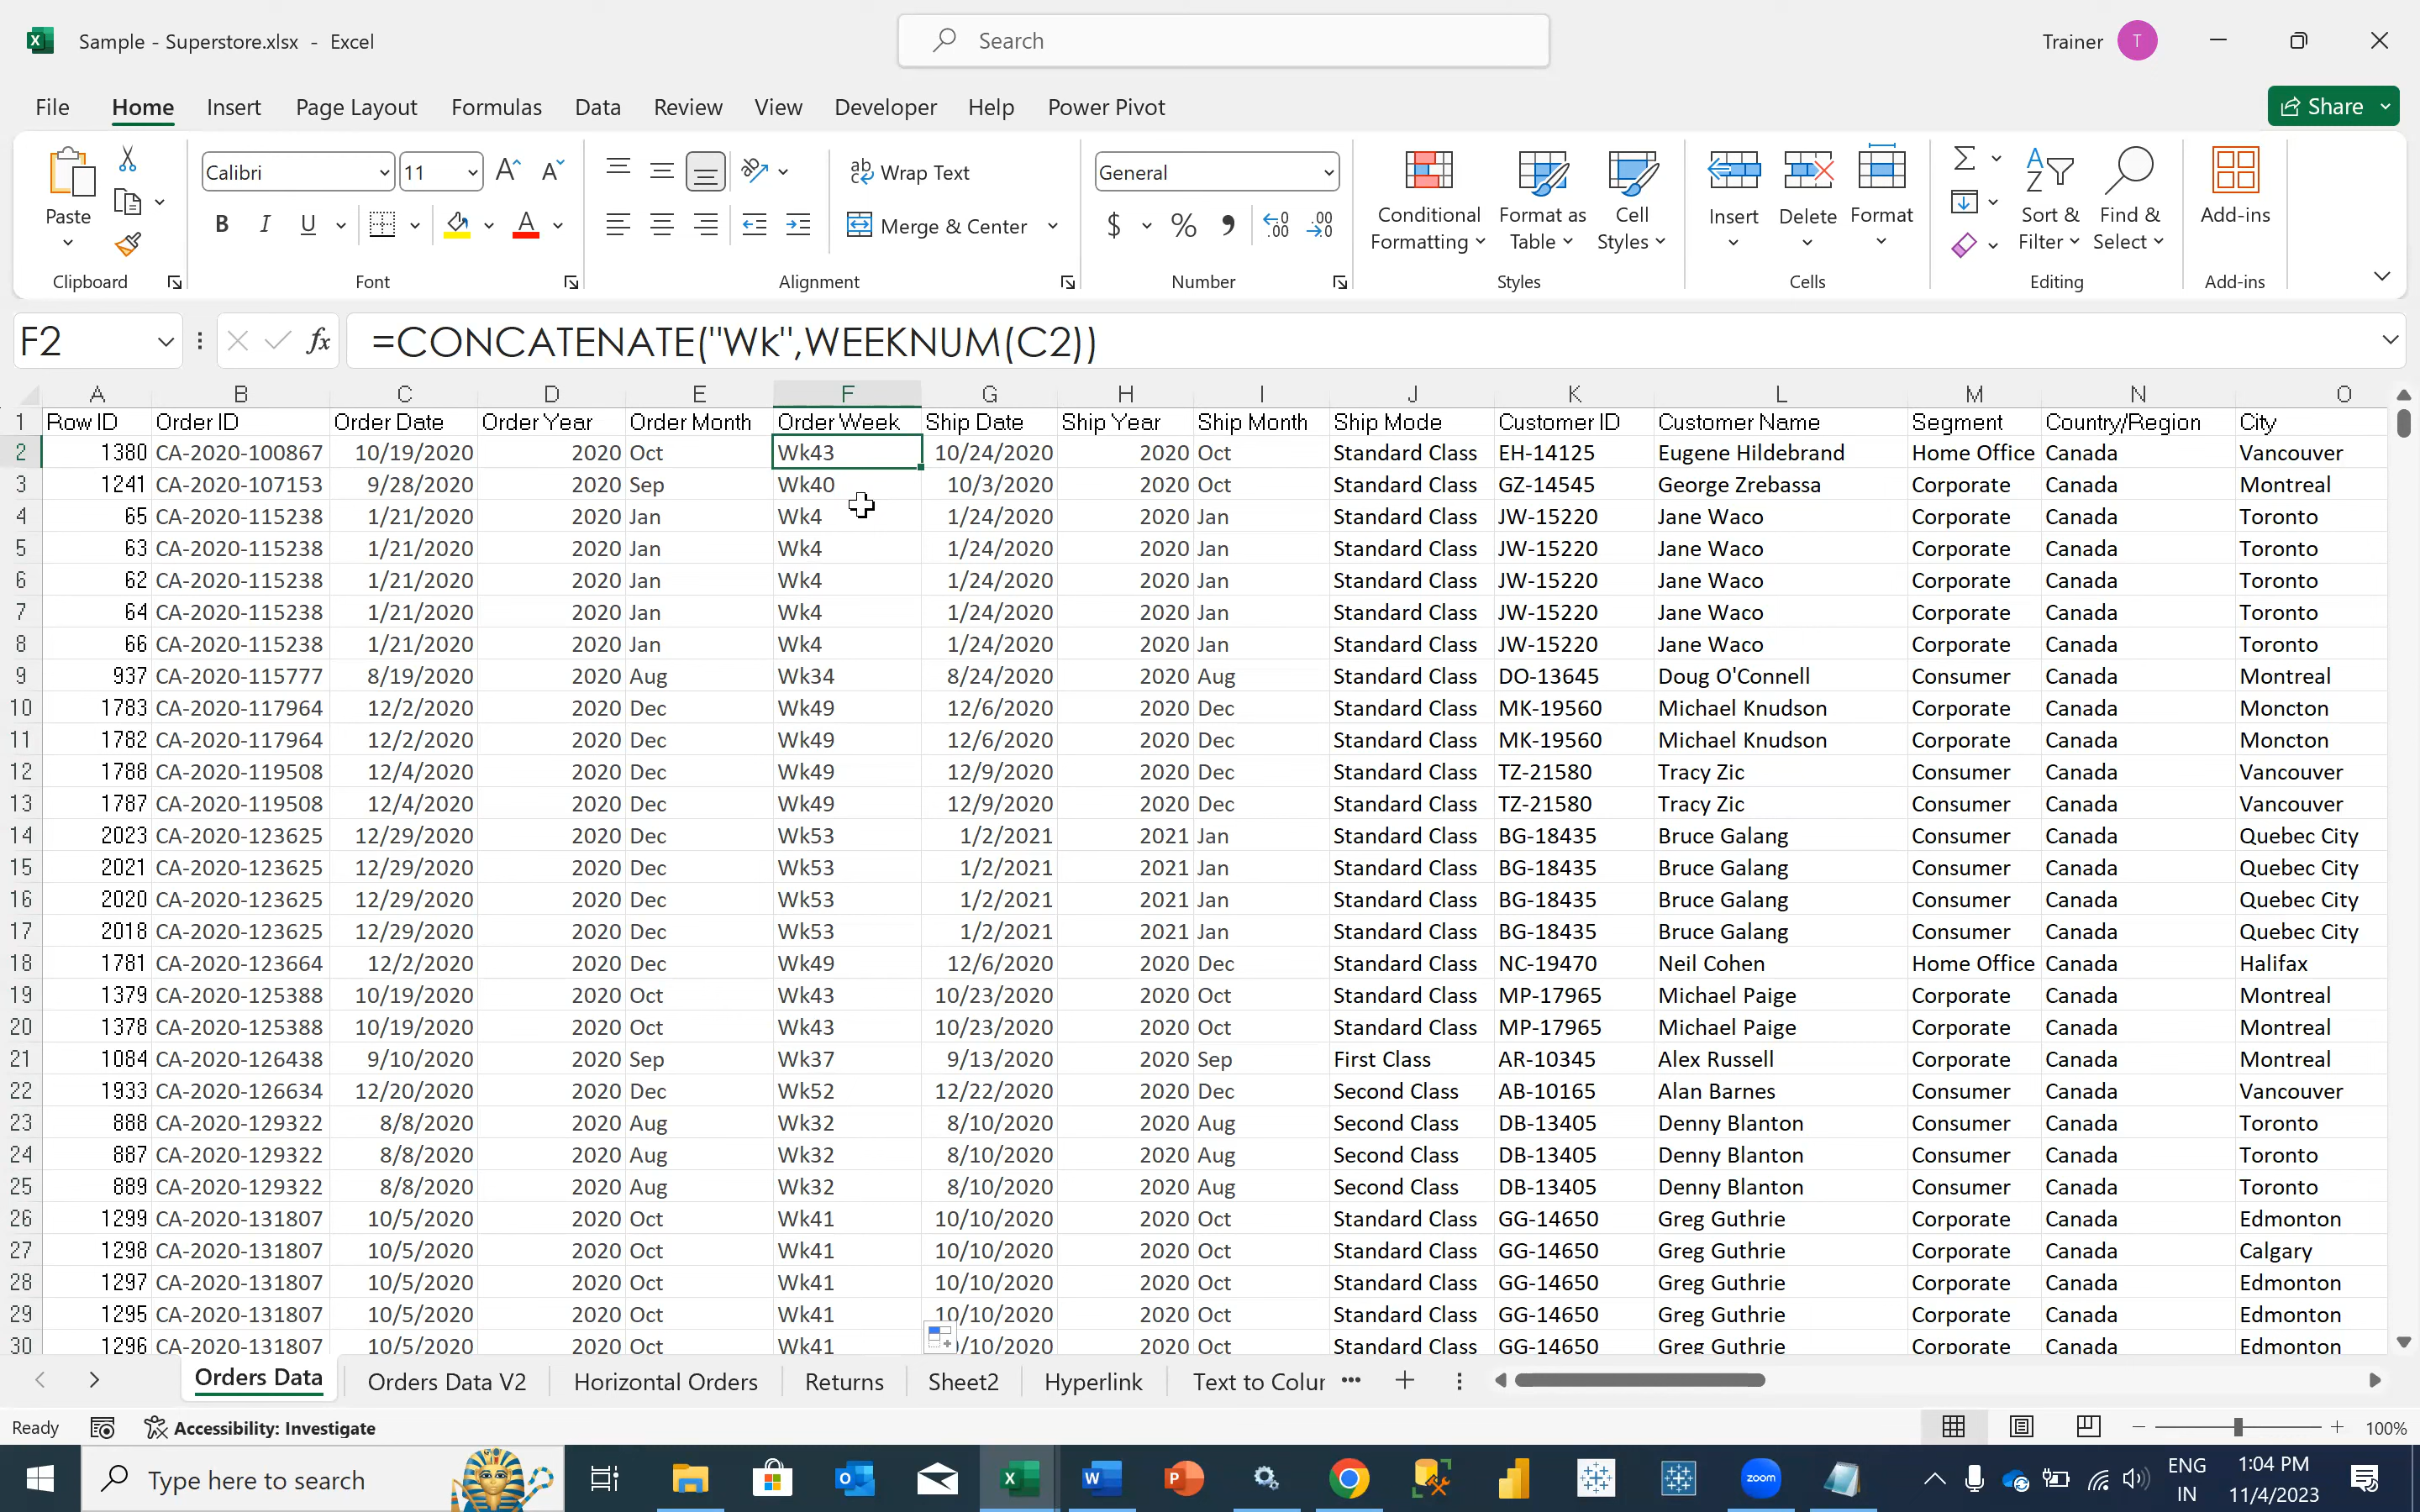 Sample - Superstore.xlsx - Excel
Search
Trainer T
File Home Insert Page Layout Formulas Data Review View Developer Help Power Pivot Share
Paste Calibri 11 Wrap Text General Conditional Formatting Format as Table Cell Styles Insert Delete Format Sort & Filter Find & Select Add-ins
Merge & Center
Clipboard Font Alignment Number Styles Cells Editing Add-ins
F2 =CONCATENATE("Wk",WEEKNUM(C2))
A B C D E F G H I J K L M N O
1 Row ID Order ID Order Date Order Year Order Month Order Week Ship Date Ship Year Ship Month Ship Mode Customer ID Customer Name Segment Country/Region City
2 1380 CA-2020-100867 10/19/2020 2020 Oct Wk43 10/24/2020 2020 Oct Standard Class EH-14125 Eugene Hildebrand Home Office Canada Vancouver
3 1241 CA-2020-107153 9/28/2020 2020 Sep Wk40 10/3/2020 2020 Oct Standard Class GZ-14545 George Zrebassa Corporate Canada Montreal
4 65 CA-2020-115238 1/21/2020 2020 Jan Wk4 1/24/2020 2020 Jan Standard Class JW-15220 Jane Waco Corporate Canada Toronto
5 63 CA-2020-115238 1/21/2020 2020 Jan Wk4 1/24/2020 2020 Jan Standard Class JW-15220 Jane Waco Corporate Canada Toronto
6 62 CA-2020-115238 1/21/2020 2020 Jan Wk4 1/24/2020 2020 Jan Standard Class JW-15220 Jane Waco Corporate Canada Toronto
7 64 CA-2020-115238 1/21/2020 2020 Jan Wk4 1/24/2020 2020 Jan Standard Class JW-15220 Jane Waco Corporate Canada Toronto
8 66 CA-2020-115238 1/21/2020 2020 Jan Wk4 1/24/2020 2020 Jan Standard Class JW-15220 Jane Waco Corporate Canada Toronto
9 937 CA-2020-115777 8/19/2020 2020 Aug Wk34 8/24/2020 2020 Aug Standard Class DO-13645 Doug O'Connell Consumer Canada Montreal
10 1783 CA-2020-117964 12/2/2020 2020 Dec Wk49 12/6/2020 2020 Dec Standard Class MK-19560 Michael Knudson Corporate Canada Moncton
11 1782 CA-2020-117964 12/2/2020 2020 Dec Wk49 12/6/2020 2020 Dec Standard Class MK-19560 Michael Knudson Corporate Canada Moncton
12 1788 CA-2020-119508 12/4/2020 2020 Dec Wk49 12/9/2020 2020 Dec Standard Class TZ-21580 Tracy Zic Consumer Canada Vancouver
13 1787 CA-2020-119508 12/4/2020 2020 Dec Wk49 12/9/2020 2020 Dec Standard Class TZ-21580 Tracy Zic Consumer Canada Vancouver
14 2023 CA-2020-123625 12/29/2020 2020 Dec Wk53 1/2/2021 2021 Jan Standard Class BG-18435 Bruce Galang Consumer Canada Quebec City
15 2021 CA-2020-123625 12/29/2020 2020 Dec Wk53 1/2/2021 2021 Jan Standard Class BG-18435 Bruce Galang Consumer Canada Quebec City
16 2020 CA-2020-123625 12/29/2020 2020 Dec Wk53 1/2/2021 2021 Jan Standard Class BG-18435 Bruce Galang Consumer Canada Quebec City
17 2018 CA-2020-123625 12/29/2020 2020 Dec Wk53 1/2/2021 2021 Jan Standard Class BG-18435 Bruce Galang Consumer Canada Quebec City
18 1781 CA-2020-123664 12/2/2020 2020 Dec Wk49 12/6/2020 2020 Dec Standard Class NC-19470 Neil Cohen Home Office Canada Halifax
19 1379 CA-2020-125388 10/19/2020 2020 Oct Wk43 10/23/2020 2020 Oct Standard Class MP-17965 Michael Paige Corporate Canada Montreal
20 1378 CA-2020-125388 10/19/2020 2020 Oct Wk43 10/23/2020 2020 Oct Standard Class MP-17965 Michael Paige Corporate Canada Montreal
21 1084 CA-2020-126438 9/10/2020 2020 Sep Wk37 9/13/2020 2020 Sep First Class AR-10345 Alex Russell Consumer Canada Montreal
22 1933 CA-2020-126634 12/20/2020 2020 Dec Wk52 12/22/2020 2020 Dec Second Class AB-10165 Alan Barnes Consumer Canada Vancouver
23 888 CA-2020-129322 8/8/2020 2020 Aug Wk32 8/10/2020 2020 Aug Second Class DB-13405 Denny Blanton Consumer Canada Toronto
24 887 CA-2020-129322 8/8/2020 2020 Aug Wk32 8/10/2020 2020 Aug Second Class DB-13405 Denny Blanton Consumer Canada Toronto
25 889 CA-2020-129322 8/8/2020 2020 Aug Wk32 8/10/2020 2020 Aug Second Class DB-13405 Denny Blanton Consumer Canada Toronto
26 1299 CA-2020-131807 10/5/2020 2020 Oct Wk41 10/10/2020 2020 Oct Standard Class GG-14650 Greg Guthrie Corporate Canada Edmonton
27 1298 CA-2020-131807 10/5/2020 2020 Oct Wk41 10/10/2020 2020 Oct Standard Class GG-14650 Greg Guthrie Corporate Canada Calgary
28 1297 CA-2020-131807 10/5/2020 2020 Oct Wk41 10/10/2020 2020 Oct Standard Class GG-14650 Greg Guthrie Corporate Canada Edmonton
29 1295 CA-2020-131807 10/5/2020 2020 Oct Wk41 10/10/2020 2020 Oct Standard Class GG-14650 Greg Guthrie Corporate Canada Edmonton
30 1296 CA-2020-131807 10/5/2020 2020 Oct Wk41 /10/2020 2020 Oct Standard Class GG-14650 Greg Guthrie Corporate Canada Edmonton
Orders Data Orders Data V2 Horizontal Orders Returns Sheet2 Hyperlink Text to Colur
Ready Accessibility: Investigate 100%
Type here to search zoom ENG 1:04 PM
IN 11/4/2023